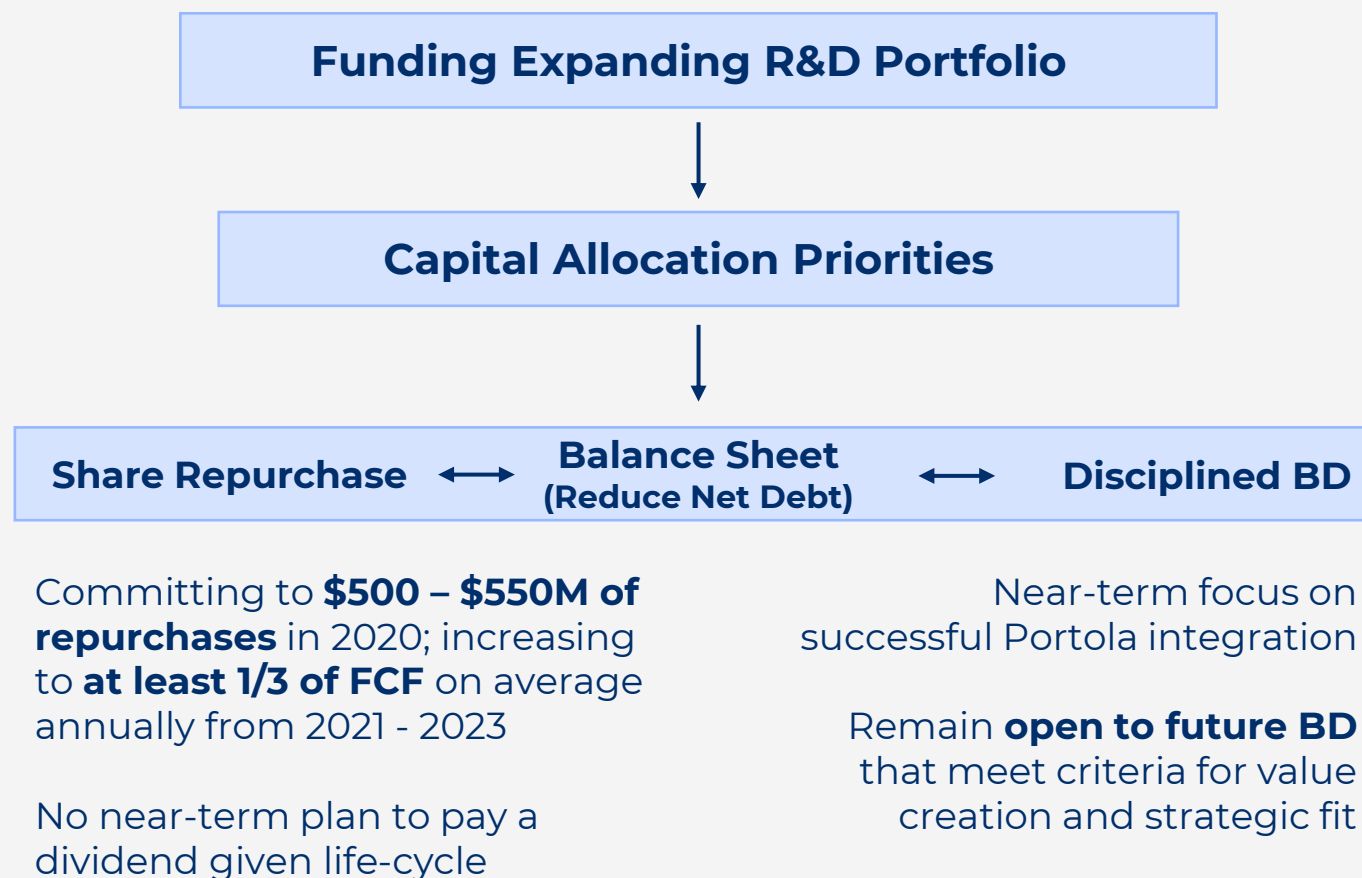 Funding Expanding R&D Portfolio
Capital Allocation Priorities
Share Repurchase
Balance Sheet
(Reduce Net Debt)
Disciplined BD
Committing to $500 – $550M of
repurchases in 2020; increasing
to at least 1/3 of FCF on average
annually from 2021 - 2023
No near-term plan to pay a
dividend given life-cycle
Near-term focus on
successful Portola integration
Remain open to future BD
that meet criteria for value
creation and strategic fit